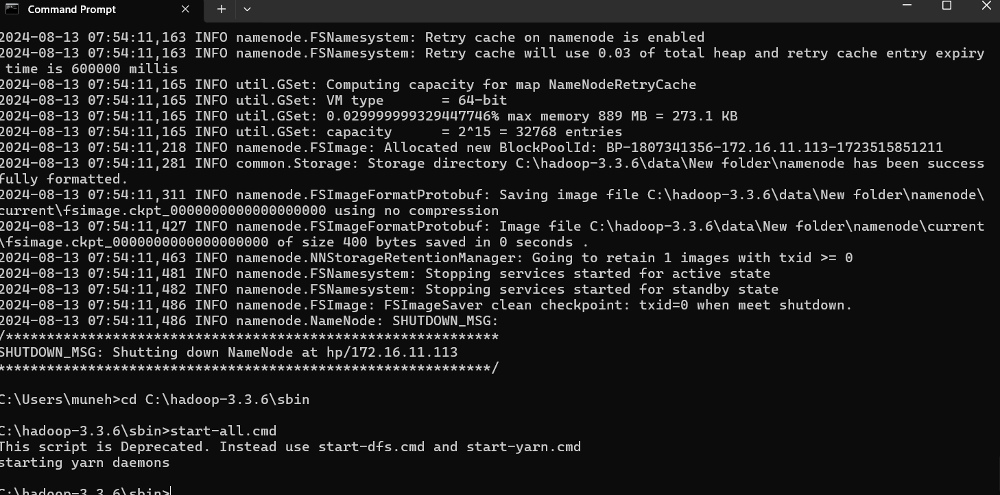 Command Prompt
2024-08-13 07:54:11,163 INFO namenode.FSNamesystem: Retry cache on namenode is enabled
2024-08-13 07:54:11,163 INFO namenode.FSNamesystem: Retry cache will use 0.03 of total heap and retry cache entry expiry
time is 600000 millis
2024-08-13 07:54:11,165 INFO util.GSet: Computing capacity for map NameNodeRetryCache
2024-08-13 07:54:11,165 INFO util.GSet: VM type       = 64-bit
2024-08-13 07:54:11,165 INFO util.GSet: 0.029999999329447746% max memory 889 MB = 273.1 KB
2024-08-13 07:54:11,165 INFO util.GSet: capacity      = 2^15 = 32768 entries
2024-08-13 07:54:11,218 INFO namenode.FSImage: Allocated new BlockPoolId: BP-1807341356-172.16.11.113-1723515851211
2024-08-13 07:54:11,281 INFO common.Storage: Storage directory C:\hadoop-3.3.6\data\New folder\namenode has been success
fully formatted.
2024-08-13 07:54:11,311 INFO namenode.FSImageFormatProtobuf: Saving image file C:\hadoop-3.3.6\data\New folder\namenode\
current\fsimage.ckpt_0000000000000000000 using no compression
2024-08-13 07:54:11,427 INFO namenode.FSImageFormatProtobuf: Image file C:\hadoop-3.3.6\data\New folder\namenode\current
\fsimage.ckpt_0000000000000000000 of size 400 bytes saved in 0 seconds .
2024-08-13 07:54:11,463 INFO namenode.NNStorageRetentionManager: Going to retain 1 images with txid >= 0
2024-08-13 07:54:11,481 INFO namenode.FSNamesystem: Stopping services started for active state
2024-08-13 07:54:11,482 INFO namenode.FSNamesystem: Stopping services started for standby state
2024-08-13 07:54:11,486 INFO namenode.FSImage: FSImageSaver clean checkpoint: txid=0 when meet shutdown.
2024-08-13 07:54:11,486 INFO namenode.NameNode: SHUTDOWN_MSG:
/************************************************************
SHUTDOWN_MSG: Shutting down NameNode at hp/172.16.11.113
************************************************************/
C:\Users\muneh>cd C:\hadoop-3.3.6\sbin
C:\hadoop-3.3.6\sbin>start-all.cmd
This script is Deprecated. Instead use start-dfs.cmd and start-yarn.cmd
starting yarn daemons
C:\hadoop-3.3.6\sbin>